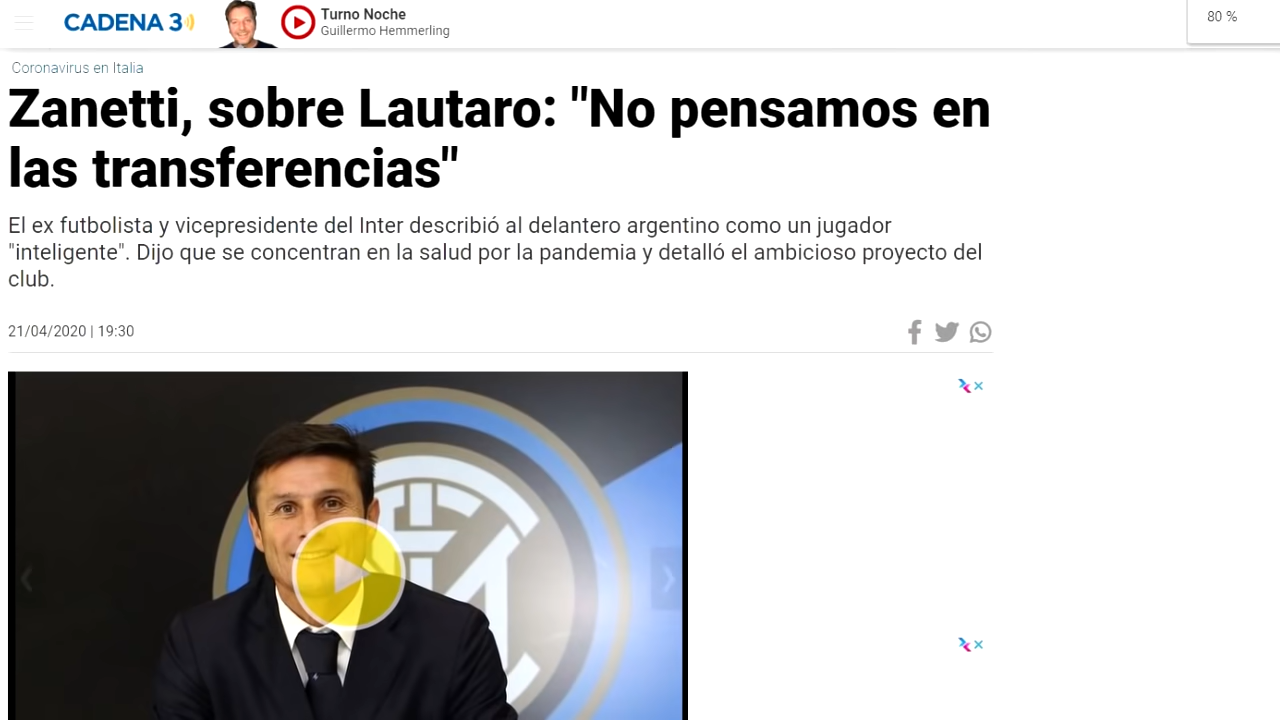 CADENA 3
Turno Noche
Guillermo Hemmerling
80 %
Coronavirus en Italia
Zanetti, sobre Lautaro: "No pensamos en
las transferencias"
El ex futbolista y vicepresidente del Inter describió al delantero argentino como un jugador
"inteligente". Dijo que se concentran en la salud por la pandemia y detalló el ambicioso proyecto del
club.
21/04/2020 | 19:30